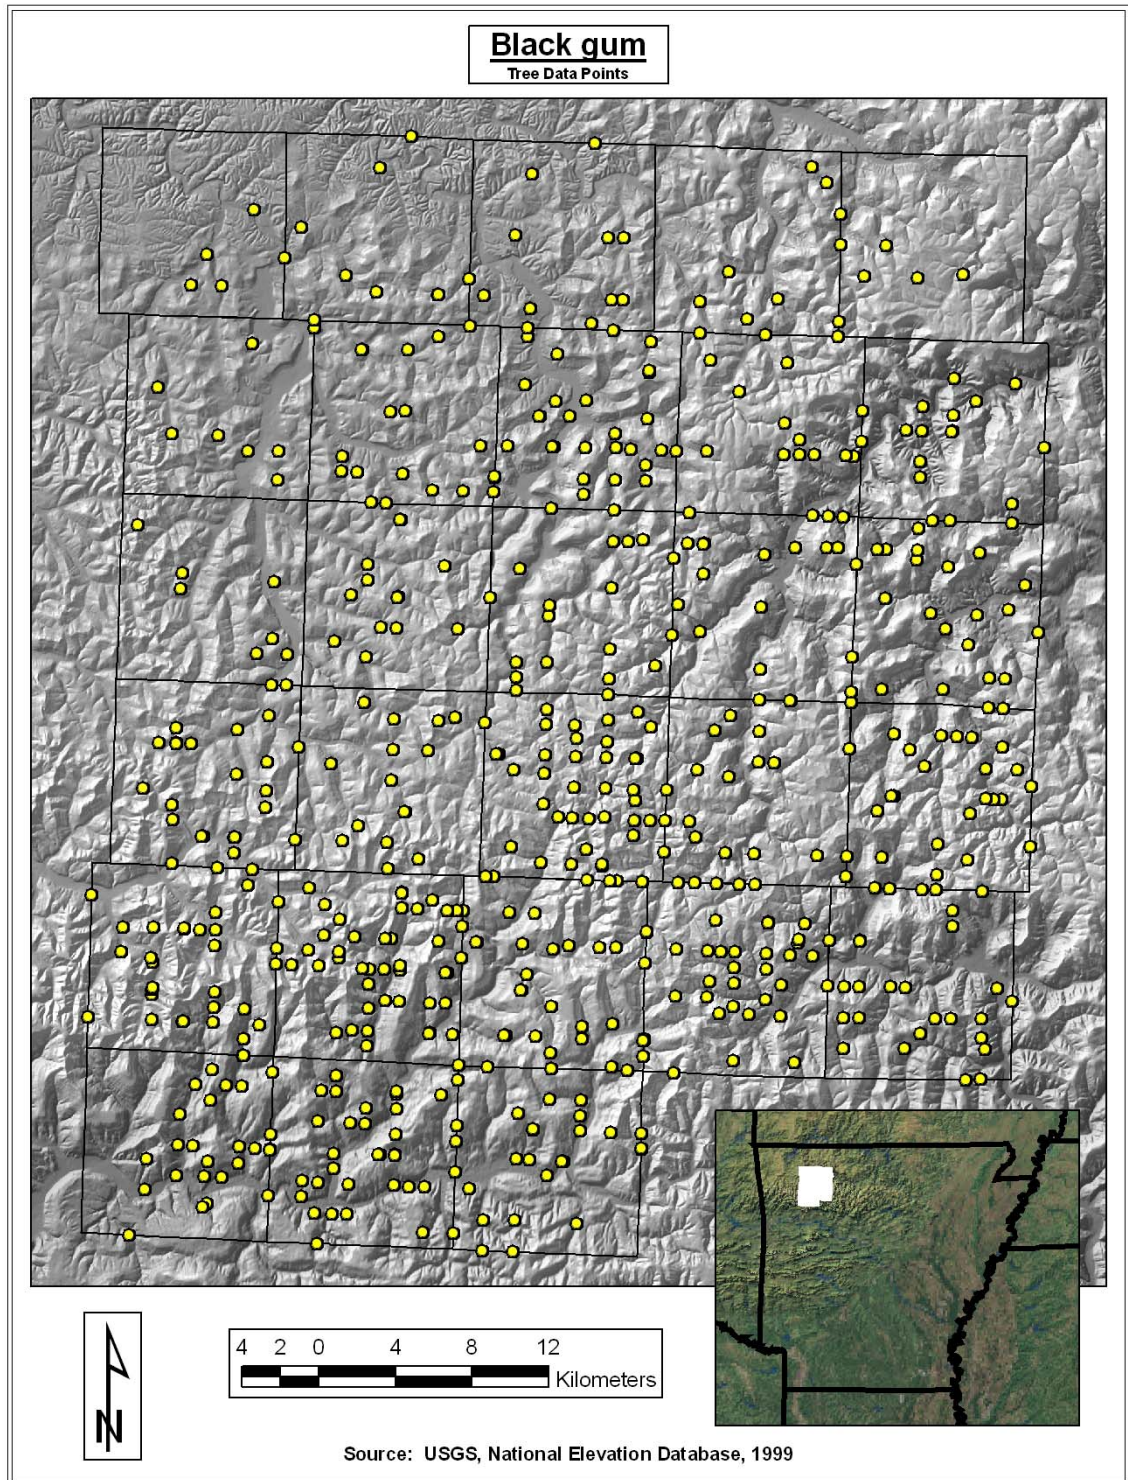 Black gum
Tree Data Points
N
4 2 0 4 8 12
Kilometers
Source: USGS, National Elevation Database, 1999